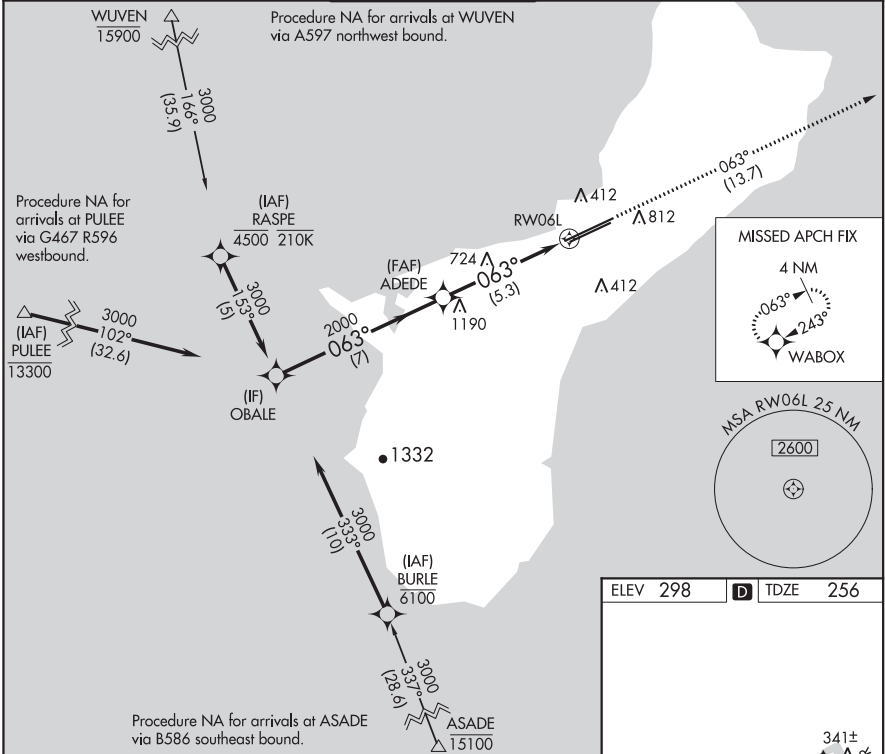 WUVEN
15900
Procedure NA for arrivals at WUVEN
via A597 northwest bound.
3000
166°
(35.9)
Procedure NA for
arrivals at PULEE
via G467 R596
westbound.
(IAF)
RASPE
4500 210K
3000
153°
(5)
(IAF)
PULEE
13300
3000
102°
(32.6)
(IF)
OBALE
2000
063°
(7)
(FAF)
ADEDE
724
1190
063°
(5.3)
RW06L
412
812
412
063°
(13.7)
MISSED APCH FIX
4 NM
063°
243°
WABOX
MSA RW06L 25 NM
2600
1332
3000
333°
(10)
(IAF)
BURLE
6100
3000
337°
(28.6)
ASADE
15100
Procedure NA for arrivals at ASADE
via B586 southeast bound.
ELEV 298 D TDZE 256
341±